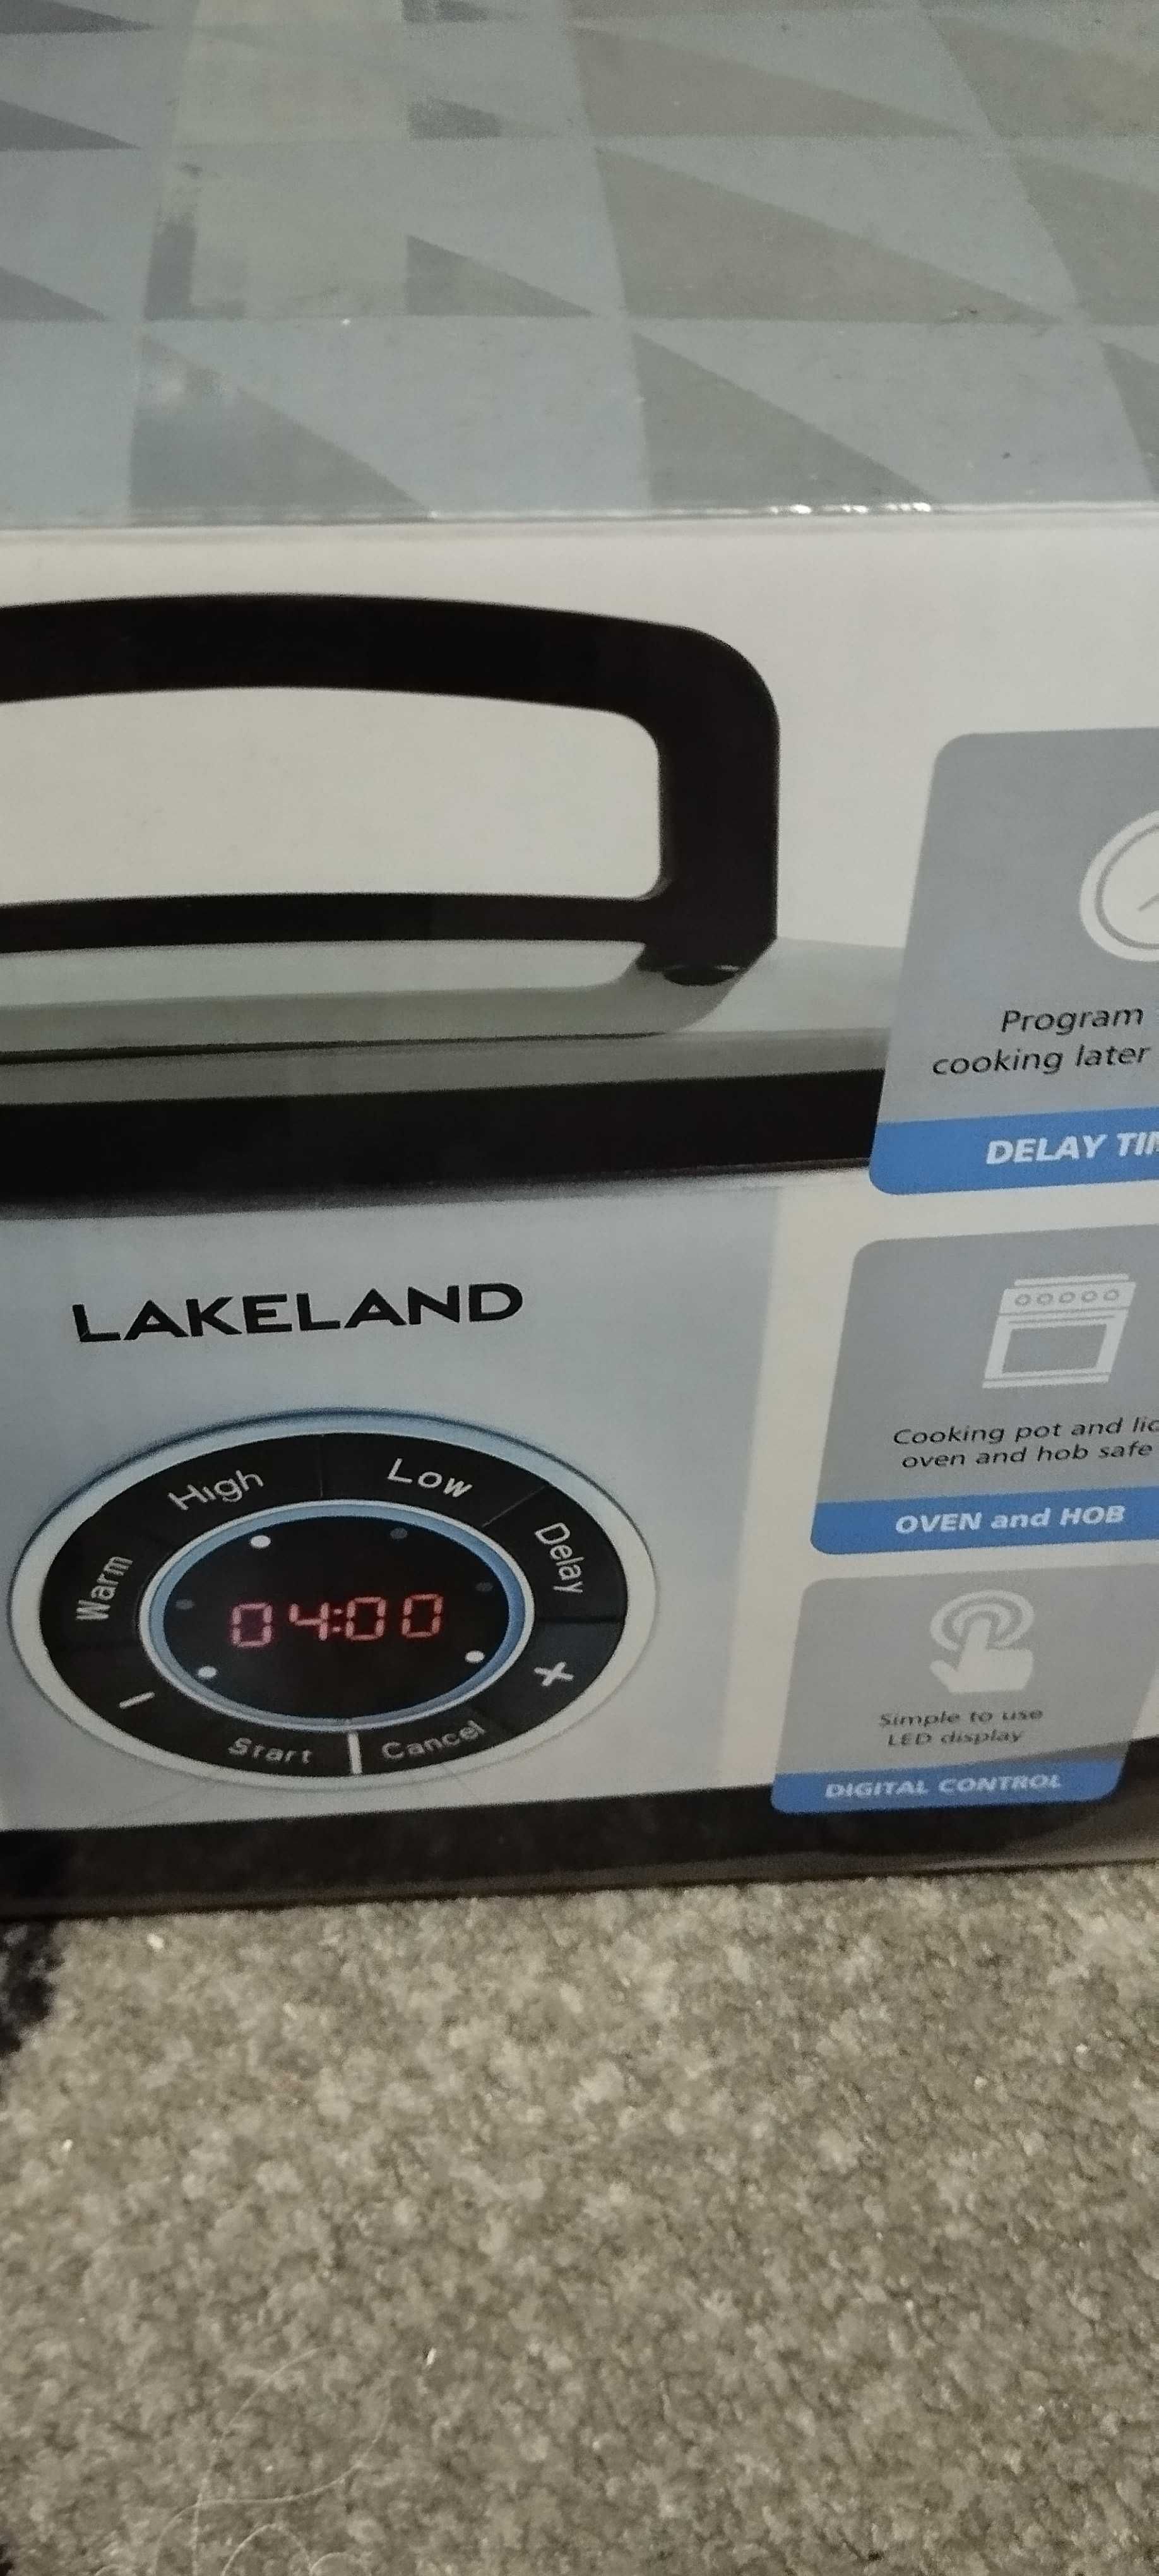 Program
cooking later
DELAY
LAKELAND
Cooking pot and
oven and hob safe
OVEN and HOB
High
Low
Delay
Warm
04:00
+
-
Start
Cancel
Simple to use
LED display
DIGITAL CONTROL